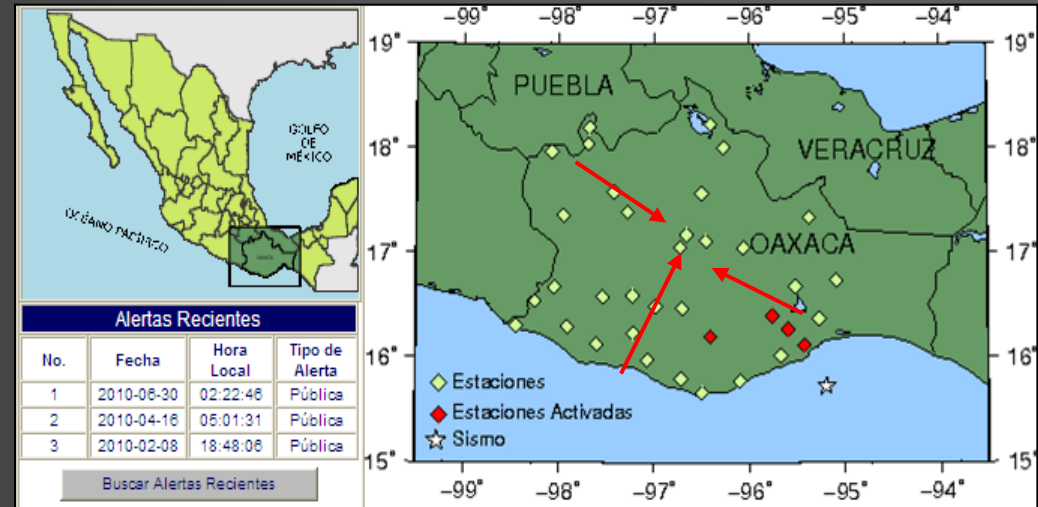 GOLFO
DE
MÉXICO
OCÉANO PACÍFICO
OAXACA
Alertas Recientes
No. Fecha Hora Local Tipo de Alerta
1 2010-06-30 02:22:46 Pública
2 2010-04-16 05:01:31 Pública
3 2010-02-08 18:48:06 Pública
Buscar Alertas Recientes
-99° -98° -97° -96° -95° -94°
19° 19°
PUEBLA
18° VERACRUZ 18°
17° OAXACA 17°
16° 16°
Estaciones
Estaciones Activadas
Sismo
15° 15°
-99° -98° -97° -96° -95° -94°